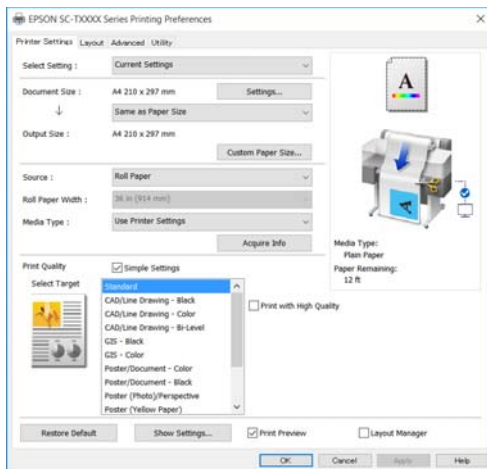 EPSON SC-TXXXX Series Printing Preferences
Printer Settings Layout Advanced Utility
Select Setting : Current Settings
Document Size : A4 210 x 297 mm Settings...
Same as Paper Size
Output Size : A4 210 x 297 mm
Custom Paper Size...
Source : Roll Paper
Roll Paper Width : 36 in (914 mm)
Media Type : Use Printer Settings
Acquire Info
A
A
Media Type:
Plain Paper
Paper Remaining:
12 ft
Print Quality Simple Settings
Select Target
Standard
CAD/Line Drawing - Black
CAD/Line Drawing - Color
CAD/Line Drawing - Bi-Level
GIS - Black
GIS - Color
Poster/Document - Color
Poster/Document - Black
Poster (Photo)/Perspective
Poster (Yellow Paper)
Print with High Quality
Restore Default Show Settings... Print Preview Layout Manager
OK Cancel Apply Help